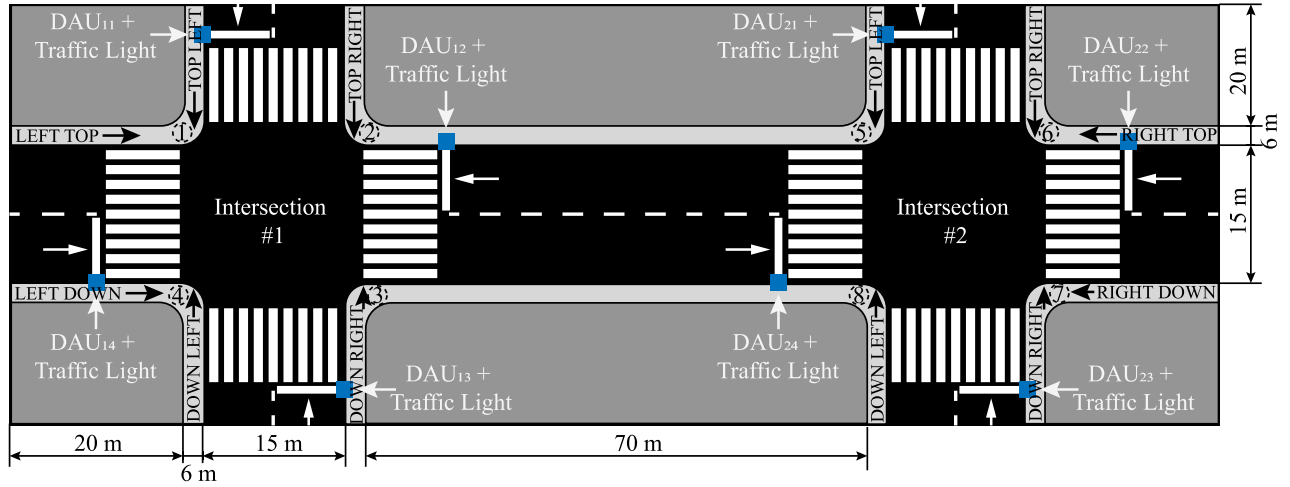 DAU₁₁ +
Traffic Light
TOP LEFT
TOP RIGHT
DAU₁₂ +
Traffic Light
DAU₂₁ +
Traffic Light
TOP LEFT
TOP RIGHT
DAU₂₂ +
Traffic Light
20 m
LEFT TOP
1
2
5
6
RIGHT TOP
6 m
Intersection
#1
Intersection
#2
15 m
LEFT DOWN
4
3
8
7
RIGHT DOWN
DAU₁₄ +
Traffic Light
DOWN LEFT
DOWN RIGHT
DAU₁₃ +
Traffic Light
DAU₂₄ +
Traffic Light
DOWN LEFT
DOWN RIGHT
DAU₂₃ +
Traffic Light
20 m
6 m
15 m
70 m